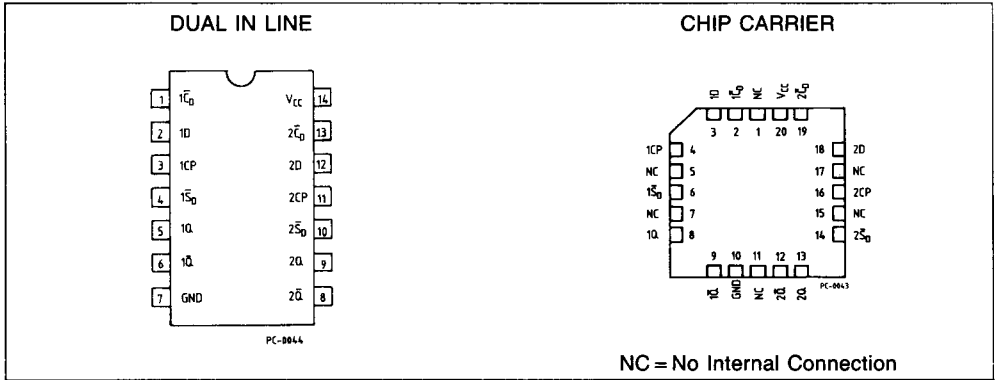 DUAL IN LINE
CHIP CARRIER
1 1C̅D VCC 14
2 1D 2C̅D 13
3 1CP 2D 12
4 1S̅D 2CP 11
5 1Q 2S̅D 10
6 1Q̅ 2Q 9
7 GND 2Q̅ 8
PC-0044
1D 1C̅D NC VCC 2C̅D
3 2 1 20 19
1CP 4 18 2D
NC 5 17 NC
1S̅D 6 16 2CP
NC 7 15 NC
1Q 8 14 2S̅D
9 10 11 12 13
1Q̅ GND NC 2Q̅ 2Q
PC-0043
NC = No Internal Connection